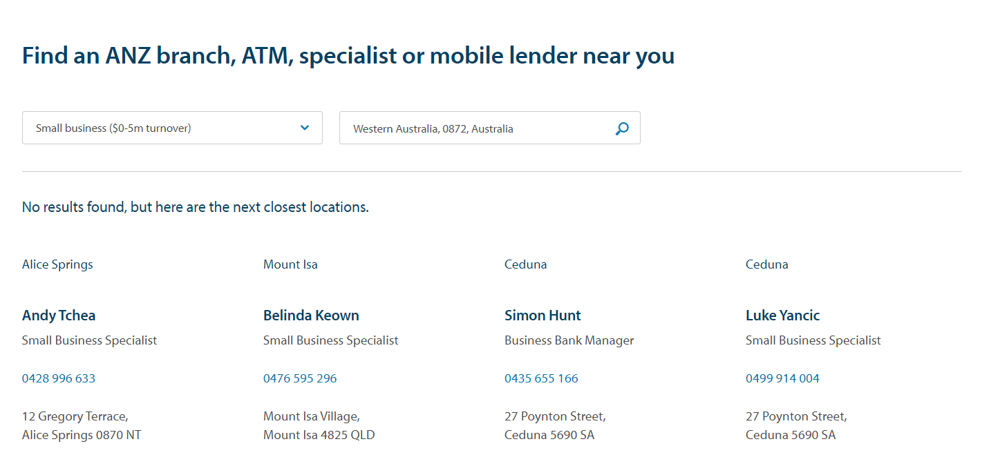 Find an ANZ branch, ATM, specialist or mobile lender near you
Small business ($0-5m turnover)
Western Australia, 0872, Australia
No results found, but here are the next closest locations.
Alice Springs
Andy Tchea
Small Business Specialist
0428 996 633
12 Gregory Terrace,
Alice Springs 0870 NT
Mount Isa
Belinda Keown
Small Business Specialist
0476 595 296
Mount Isa Village,
Mount Isa 4825 QLD
Ceduna
Simon Hunt
Business Bank Manager
0435 655 166
27 Poynton Street,
Ceduna 5690 SA
Ceduna
Luke Yancic
Small Business Specialist
0499 914 004
27 Poynton Street,
Ceduna 5690 SA